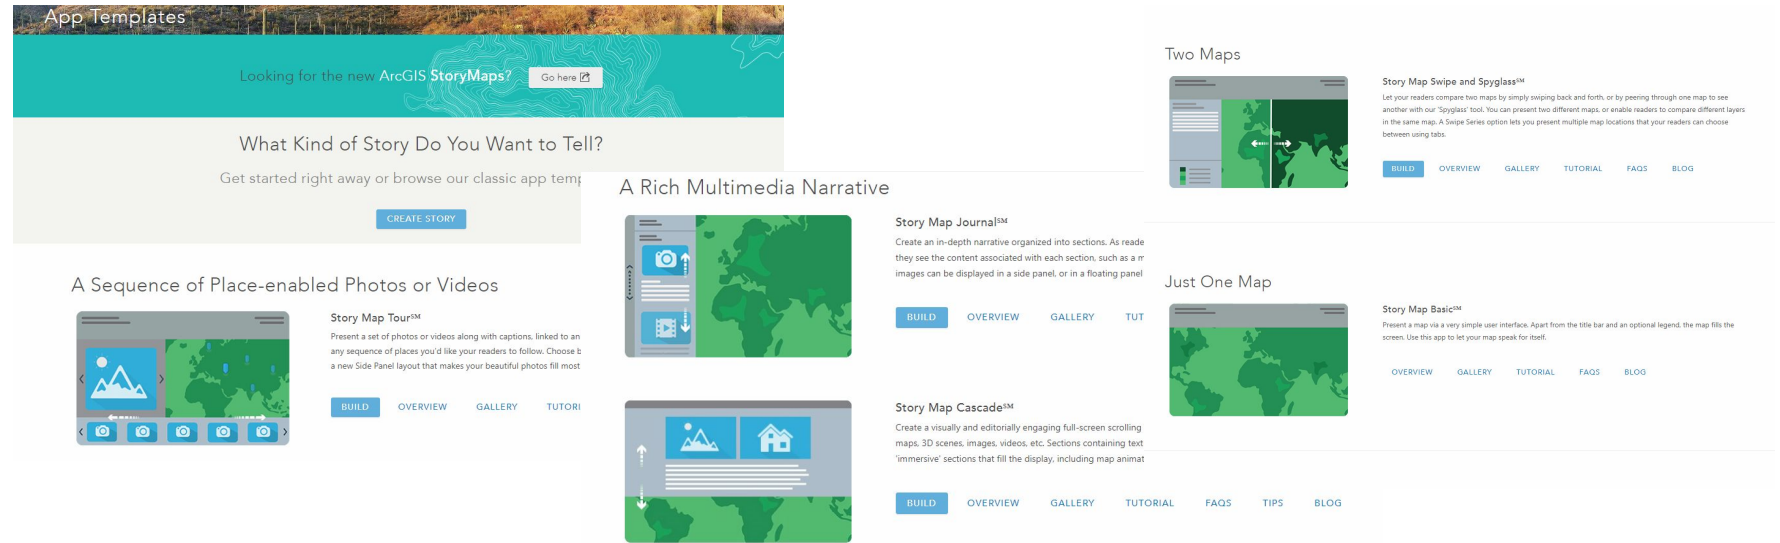 App Templates
Looking for the new ArcGIS StoryMaps?
Go here
What Kind of Story Do You Want to Tell?
Get started right away or browse our classic app temp
CREATE STORY
A Sequence of Place-enabled Photos or Videos
Story Map Tour℠
Present a set of photos or videos along with captions, linked to an
any sequence of places you'd like your readers to follow. Choose b
a new Side Panel layout that makes your beautiful photos fill most
BUILD OVERVIEW GALLERY TUTORI
A Rich Multimedia Narrative
Story Map Journal℠
Create an in-depth narrative organized into sections. As reade
they see the content associated with each section, such as a m
images can be displayed in a side panel, or in a floating panel
BUILD OVERVIEW GALLERY TUT
Story Map Cascade℠
Create a visually and editorially engaging full-screen scrolling
maps, 3D scenes, images, videos, etc. Sections containing text
'immersive' sections that fill the display, including map animat
BUILD OVERVIEW GALLERY TUTORIAL FAQS TIPS BLOG
Two Maps
Story Map Swipe and Spyglass℠
Let your readers compare two maps by simply swiping back and forth, or by peering through one map to see
another with our 'Spyglass' tool. You can present two different maps, or enable readers to compare different layers
in the same map. A Swipe Series option lets you present multiple map locations that your readers can choose
between using tabs.
BUILD OVERVIEW GALLERY TUTORIAL FAQS BLOG
Just One Map
Story Map Basic℠
Present a map via a very simple user interface. Apart from the title bar and an optional legend, the map fills the
screen. Use this app to let your map speak for itself.
OVERVIEW GALLERY TUTORIAL FAQS BLOG